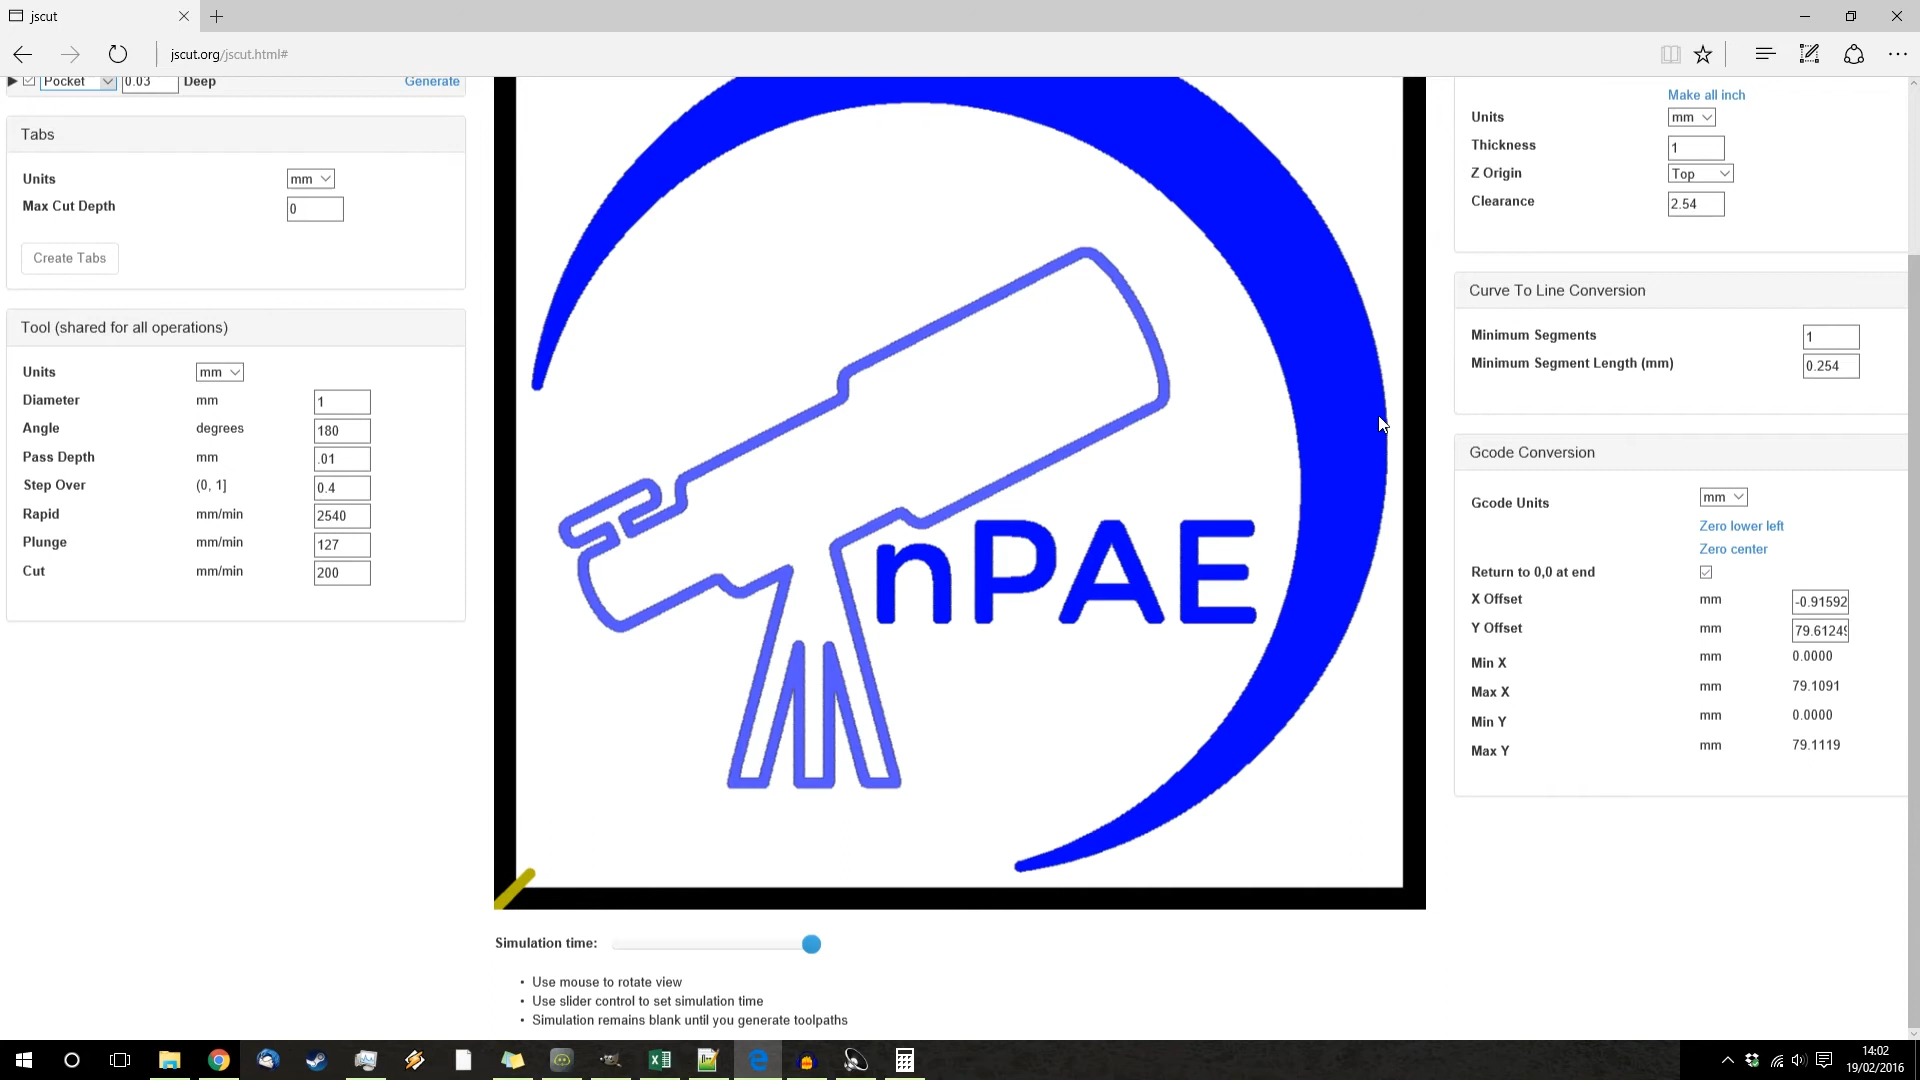 jscut
jscut.org/jscut.html#
Pocket 0.03 Deep Generate
Tabs
Units mm
Max Cut Depth 0
Create Tabs
Tool (shared for all operations)
Units mm
Diameter mm 1
Angle degrees 180
Pass Depth mm .01
Step Over (0, 1] 0.4
Rapid mm/min 2540
Plunge mm/min 127
Cut mm/min 200
nPAE
Simulation time:
• Use mouse to rotate view
• Use slider control to set simulation time
• Simulation remains blank until you generate toolpaths
Make all inch
Units mm
Thickness 1
Z Origin Top
Clearance 2.54
Curve To Line Conversion
Minimum Segments 1
Minimum Segment Length (mm) 0.254
Gcode Conversion
Gcode Units mm
Zero lower left
Zero center
Return to 0,0 at end
X Offset mm -0.91592
Y Offset mm 79.61249
Min X mm 0.0000
Max X mm 79.1091
Min Y mm 0.0000
Max Y mm 79.1119
14:02
19/02/2016